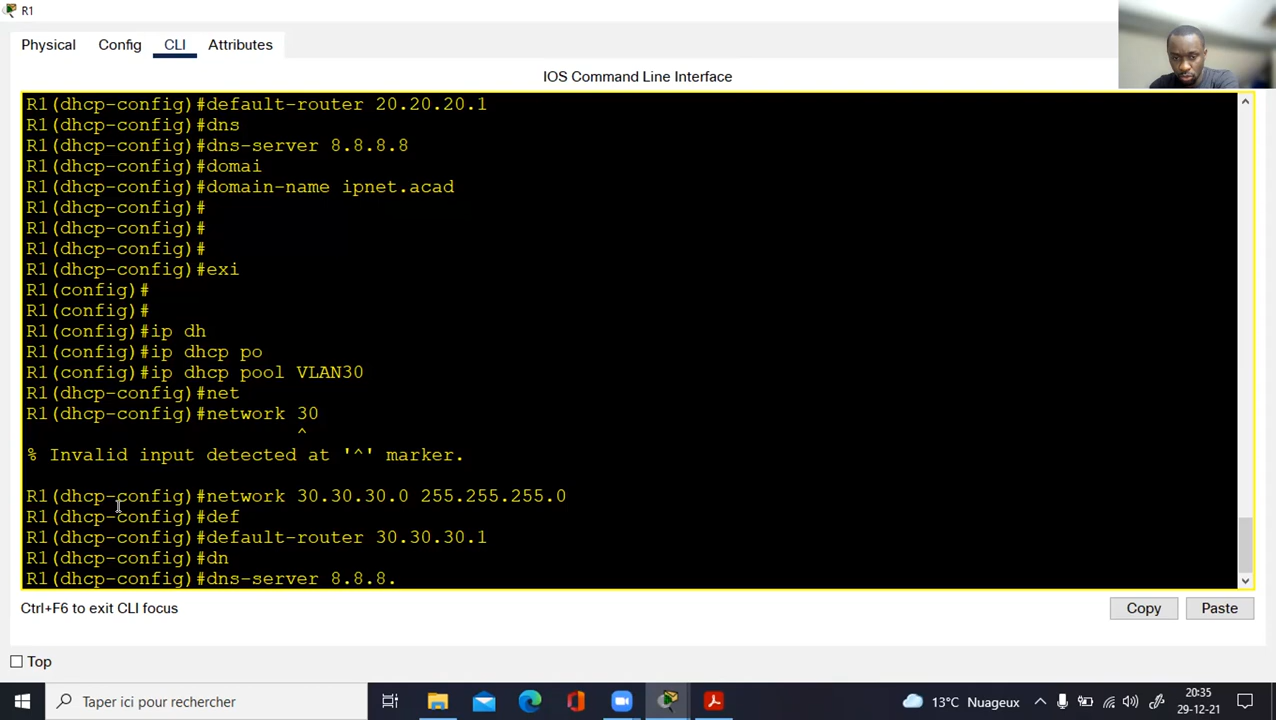 R1
Physical Config CLI Attributes
IOS Command Line Interface
R1(dhcp-config)#default-router 20.20.20.1
R1(dhcp-config)#dns
R1(dhcp-config)#dns-server 8.8.8.8
R1(dhcp-config)#domai
R1(dhcp-config)#domain-name ipnet.acad
R1(dhcp-config)#
R1(dhcp-config)#
R1(dhcp-config)#
R1(dhcp-config)#exi
R1(config)#
R1(config)#
R1(config)#ip dh
R1(config)#ip dhcp po
R1(config)#ip dhcp pool VLAN30
R1(dhcp-config)#net
R1(dhcp-config)#network 30
^
% Invalid input detected at '^' marker.
R1(dhcp-config)#network 30.30.30.0 255.255.255.0
R1(dhcp-config)#def
R1(dhcp-config)#default-router 30.30.30.1
R1(dhcp-config)#dn
R1(dhcp-config)#dns-server 8.8.8.
Ctrl+F6 to exit CLI focus
Copy Paste
Top
Taper ici pour rechercher
13°C Nuageux
20:35
29-12-21